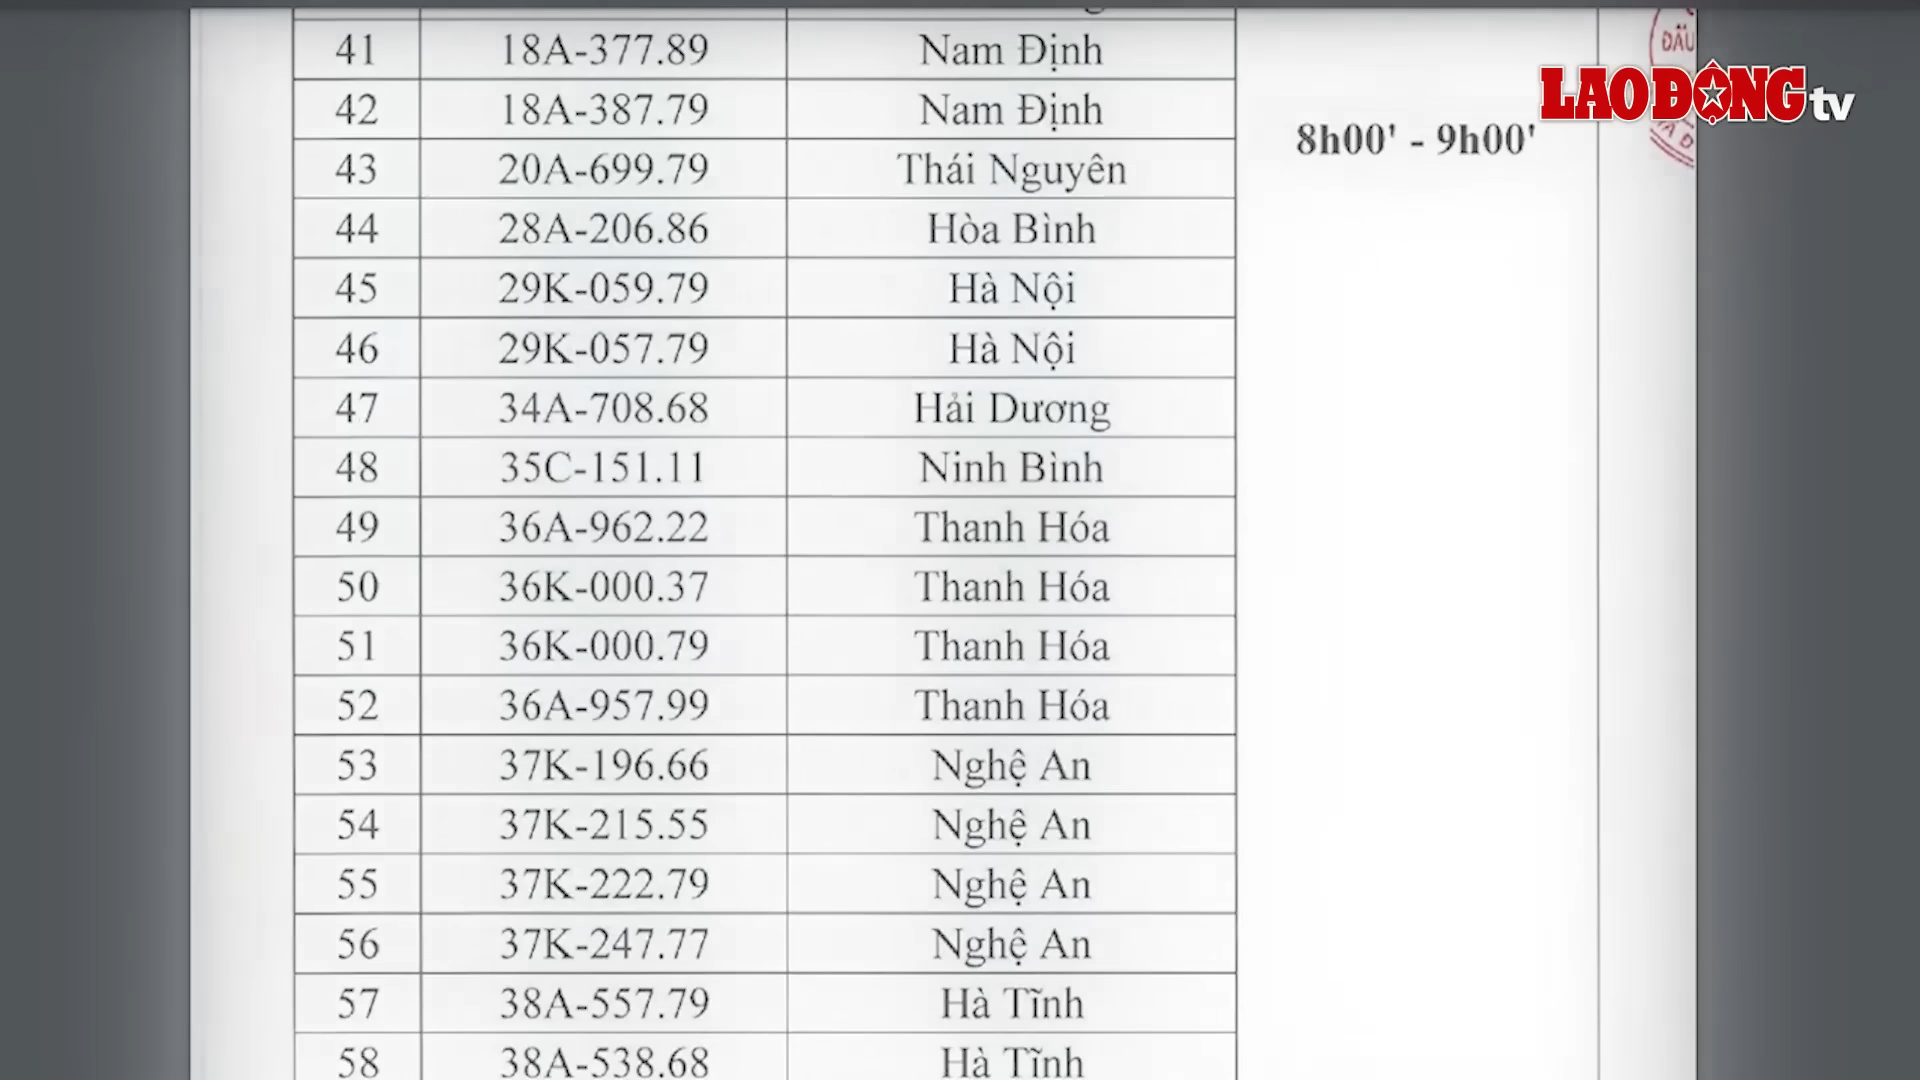 41 18A-377.89 Nam Định
42 18A-387.79 Nam Định
8h00' - 9h00'
43 20A-699.79 Thái Nguyên
44 28A-206.86 Hòa Bình
45 29K-059.79 Hà Nội
46 29K-057.79 Hà Nội
47 34A-708.68 Hải Dương
48 35C-151.11 Ninh Bình
49 36A-962.22 Thanh Hóa
50 36K-000.37 Thanh Hóa
51 36K-000.79 Thanh Hóa
52 36A-957.99 Thanh Hóa
53 37K-196.66 Nghệ An
54 37K-215.55 Nghệ An
55 37K-222.79 Nghệ An
56 37K-247.77 Nghệ An
57 38A-557.79 Hà Tĩnh
58 38A-538.68 Hà Tĩnh
ĐẤU
LAO ĐỘNG tv